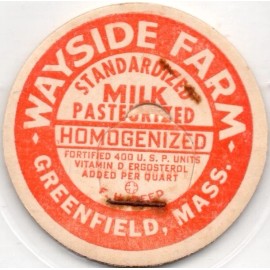 WAYSIDE FARM
STANDARDIZED
MILK
PASTEURIZED
HOMOGENIZED
FORTIFIED 400 U. S. P. UNITS
VITAMIN D ERGOSTEROL
ADDED PER QUART
GREENFIELD, MASS.